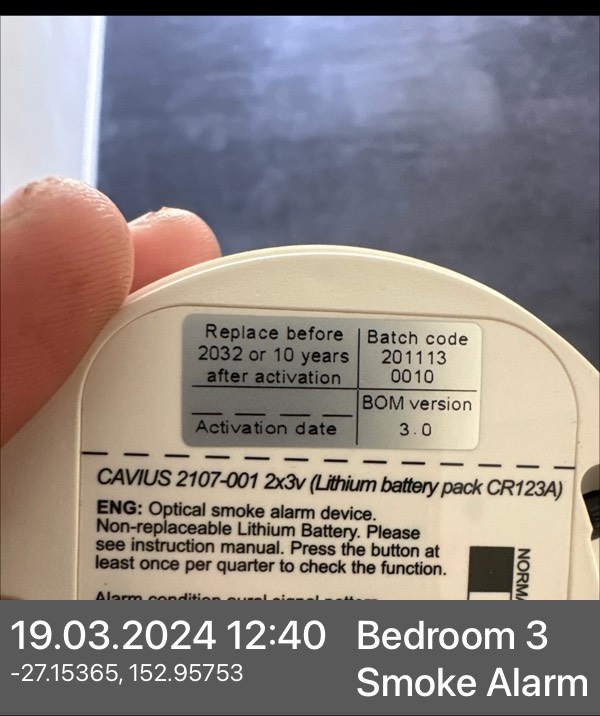 Replace before
2032 or 10 years
after activation
Batch code
201113
0010
Activation date
BOM version
3.0
CAVIUS 2107-001 2x3v (Lithium battery pack CR123A)
ENG: Optical smoke alarm device.
Non-replaceable Lithium Battery. Please
see instruction manual. Press the button at
least once per quarter to check the function.
19.03.2024 12:40
-27.15365, 152.95753
Bedroom 3
Smoke Alarm